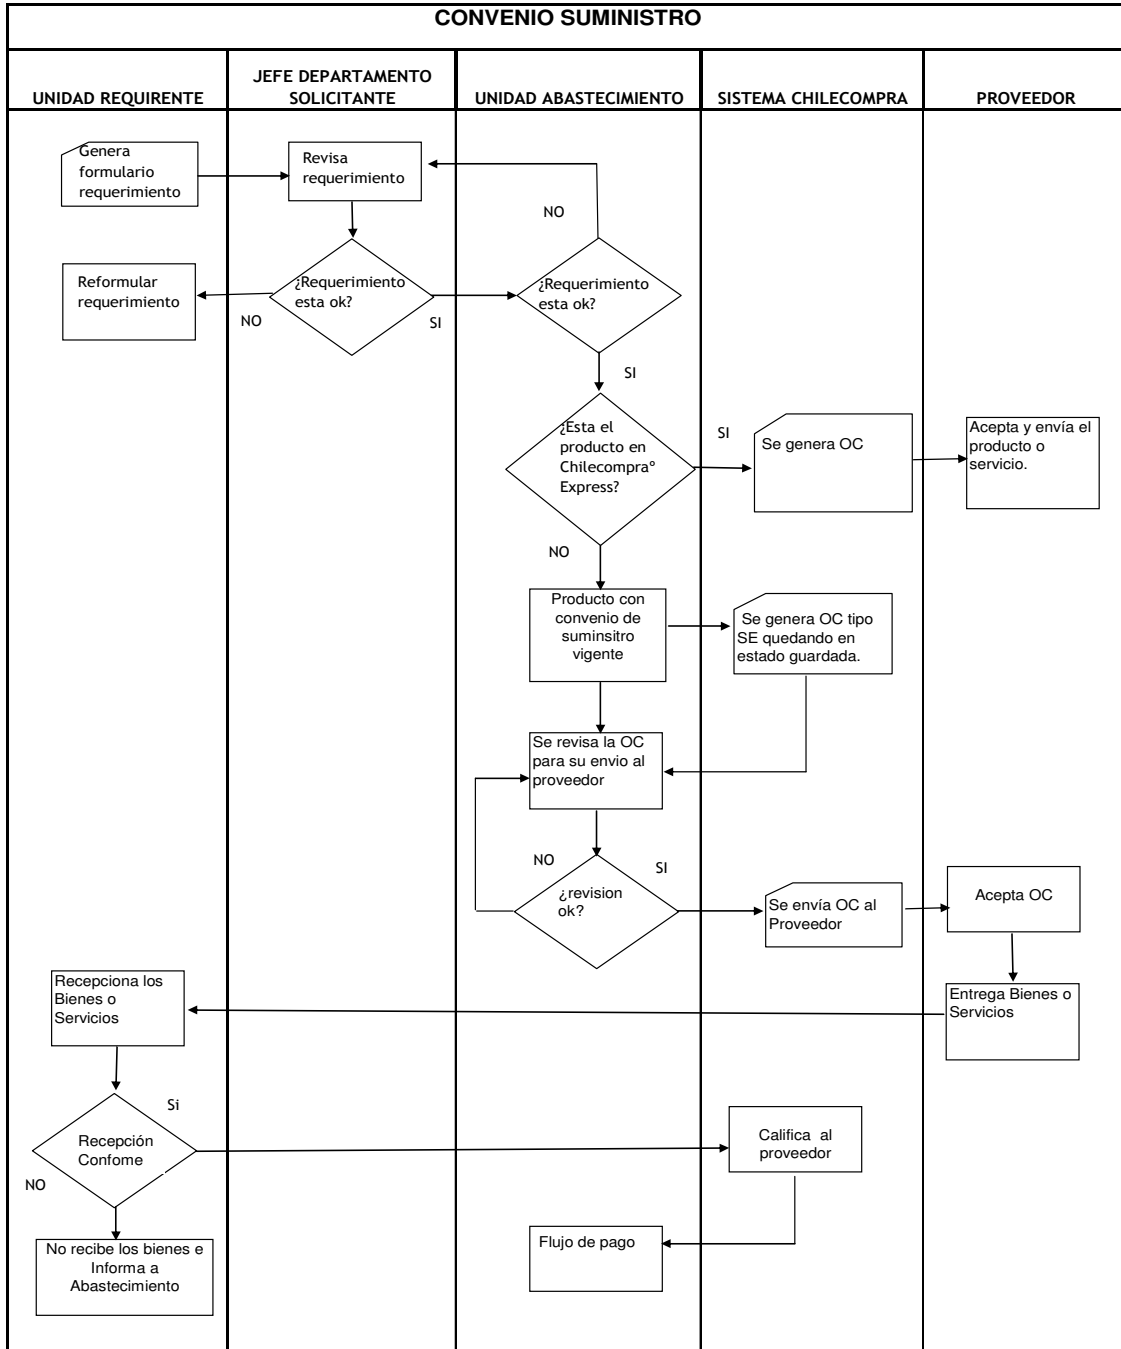 CONVENIO SUMINISTRO
UNIDAD REQUIRENTE
JEFE DEPARTAMENTO
SOLICITANTE
UNIDAD ABASTECIMIENTO
SISTEMA CHILECOMPRA
PROVEEDOR
Genera
formulario
requerimiento
Revisa
requerimiento
NO
Reformular
requerimiento
NO
¿Requerimiento
esta ok?
SI
¿Requerimiento
esta ok?
SI
¿Esta el
producto en
Chilecompraº
Express?
SI
Se genera OC
Acepta y envía el
producto o
servicio.
NO
Producto con
convenio de
suminsitro
vigente
Se genera OC tipo
SE quedando en
estado guardada.
Se revisa la OC
para su envio al
proveedor
NO
SI
¿revision
ok?
Se envía OC al
Proveedor
Acepta OC
Recepciona los
Bienes o
Servicios
Entrega Bienes o
Servicios
Si
Recepción
Confome
NO
Califica al
proveedor
No recibe los bienes e
Informa a
Abastecimiento
Flujo de pago